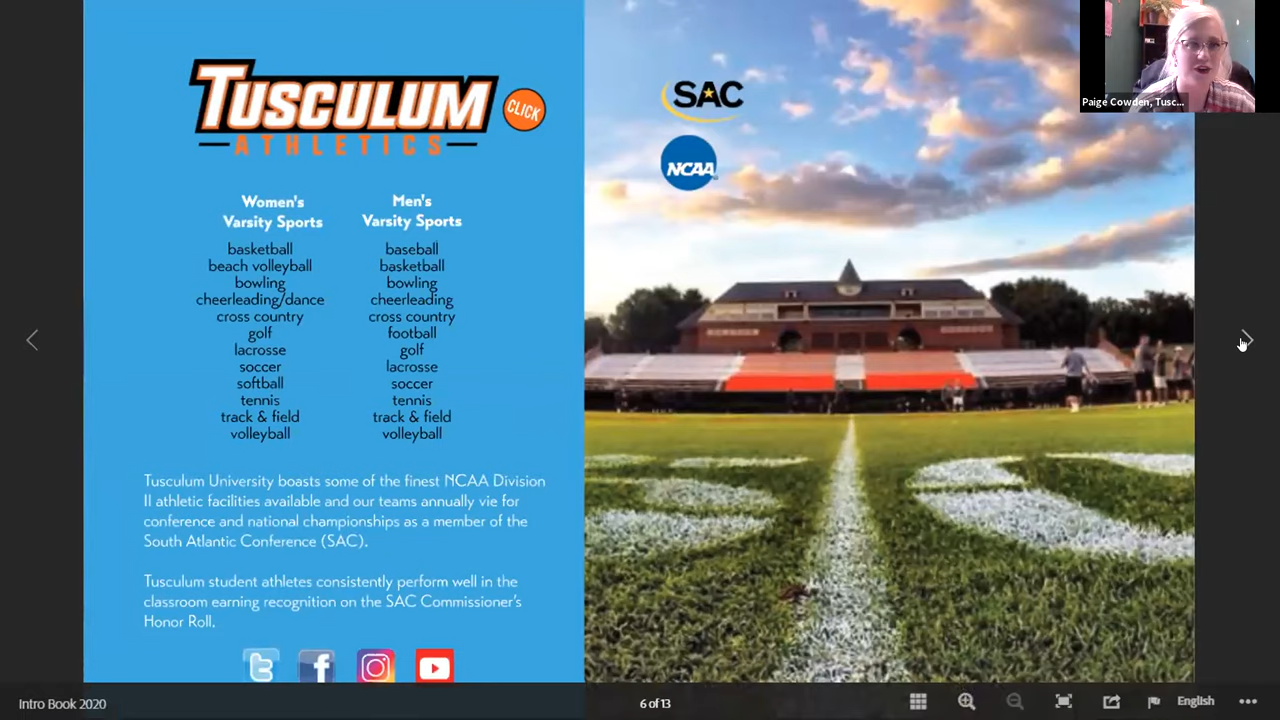 TUSCULUM
ATHLETICS
CLICK
SAC
NCAA
Paige Cowden, Tusc...
Women's
Varsity Sports
basketball
beach volleyball
bowling
cheerleading/dance
cross country
golf
lacrosse
soccer
softball
tennis
track & field
volleyball
Men's
Varsity Sports
baseball
basketball
bowling
cheerleading
cross country
football
golf
lacrosse
soccer
tennis
track & field
volleyball
Tusculum University boasts some of the finest NCAA Division
II athletic facilities available and our teams annually vie for
conference and national championships as a member of the
South Atlantic Conference (SAC).
Tusculum student athletes consistently perform well in the
classroom earning recognition on the SAC Commissioner's
Honor Roll.
Intro Book 2020
6 of 13
English